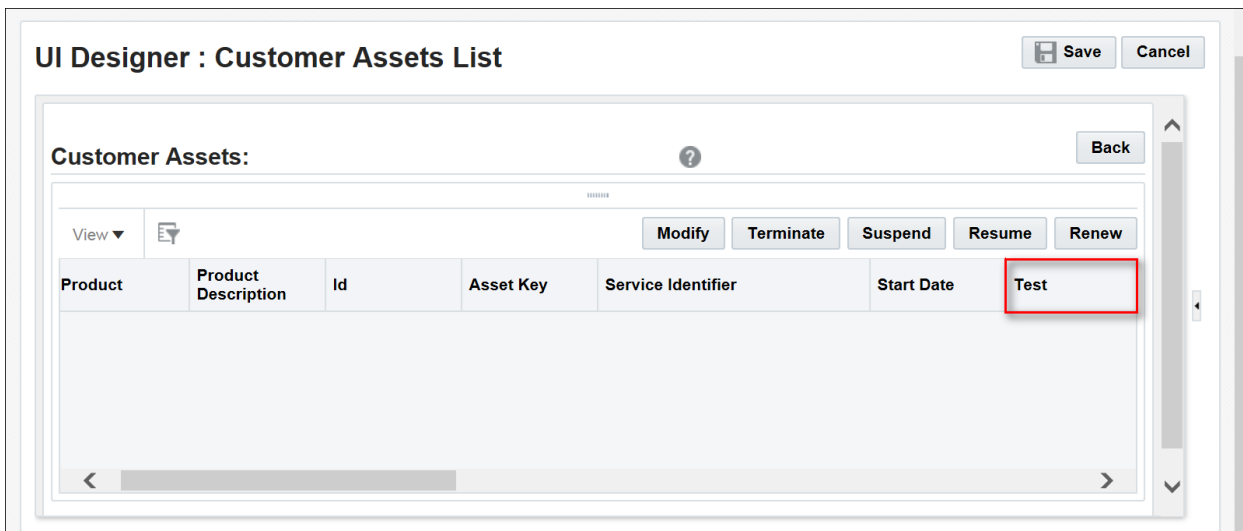 UI Designer : Customer Assets List
Save
Cancel
Customer Assets:
?
Back
View
Modify
Terminate
Suspend
Resume
Renew
Product
Product
Description
Id
Asset Key
Service Identifier
Start Date
Test